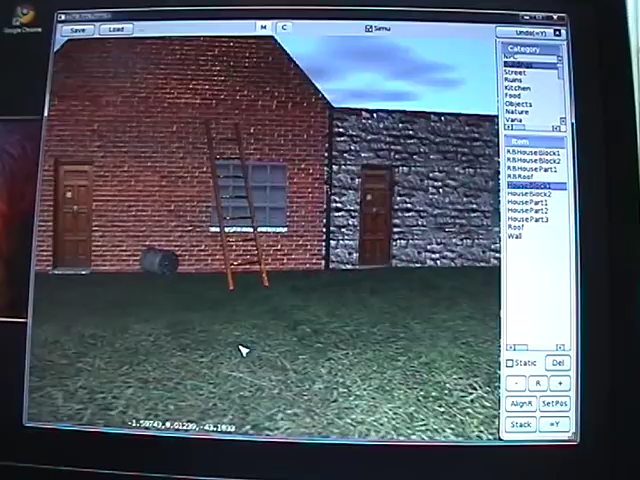 Google Chrome
Save
Load
M
C
Simu
Undo(^Y)
Category
NPC
Street
Ruins
Kitchen
Food
Objects
Nature
Vana
Item
RBHouseBlock1
RBHouseBlock2
RBHousePart1
RBRoof
HouseBlock1
HouseBlock2
HousePart1
HousePart2
HousePart3
Roof
Wall
Static
Del
-
R
+
AlignR
SetPos
Stack
=Y